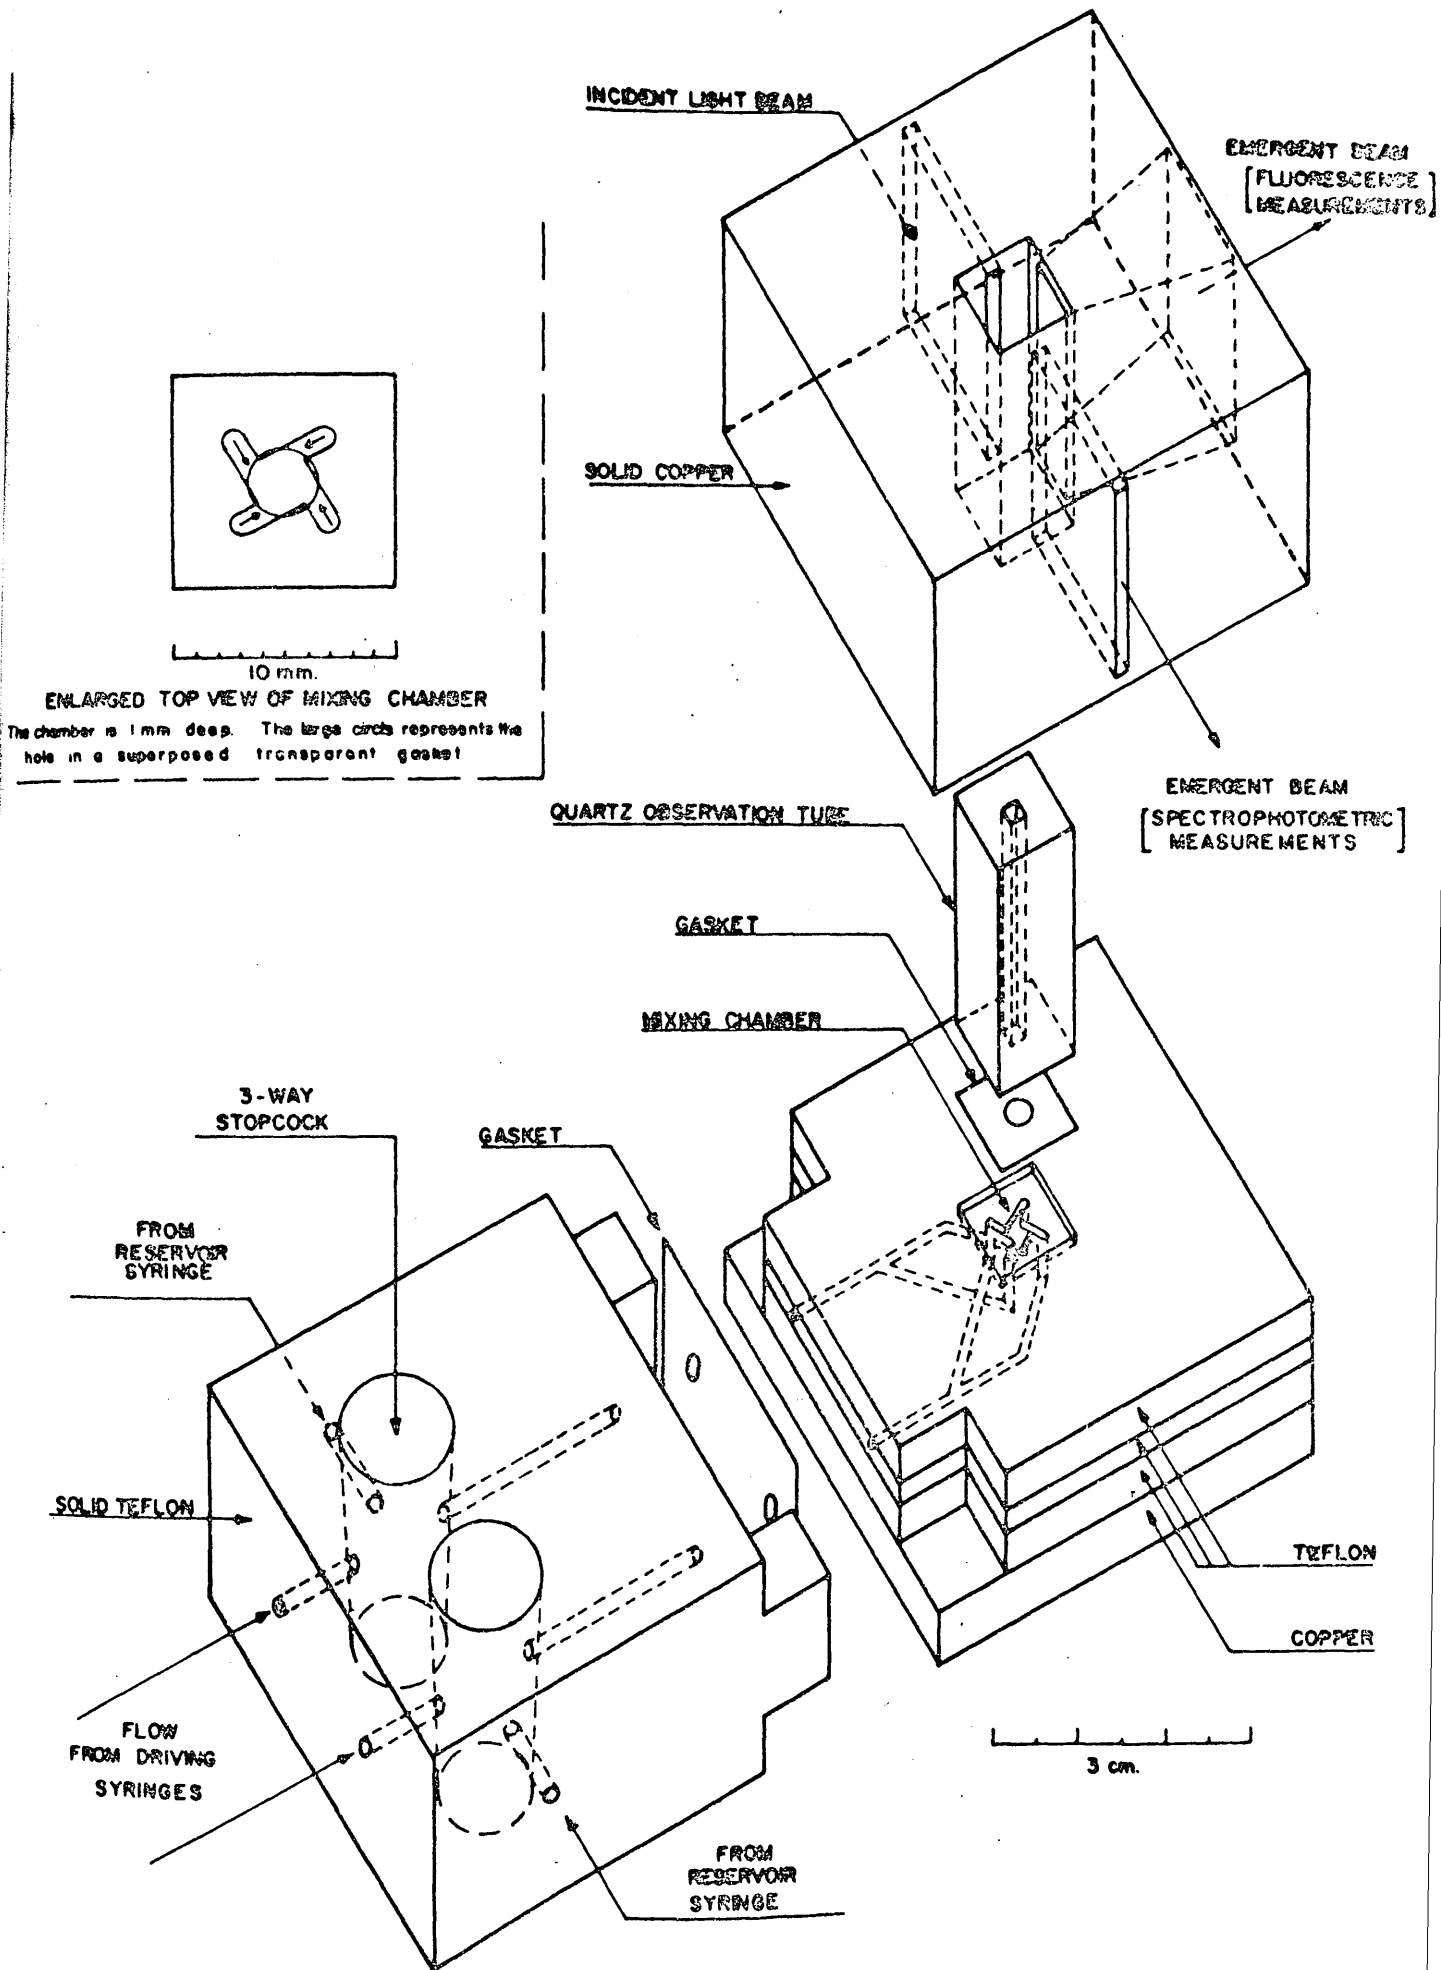 INCIDENT LIGHT BEAM
EMERGENT BEAM
[FLUORESCENCE
MEASUREMENTS]
SOLID COPPER
10 mm.
ENLARGED TOP VIEW OF MIXING CHAMBER
The chamber is 1 mm deep. The large circle represents the
hole in a superposed transparent gasket
EMERGENT BEAM
[SPECTROPHOTOMETRIC
MEASUREMENTS]
QUARTZ OBSERVATION TUBE
GASKET
MIXING CHAMBER
3-WAY
STOPCOCK
GASKET
FROM
RESERVOIR
SYRINGE
SOLID TEFLON
TEFLON
COPPER
FLOW
FROM DRIVING
SYRINGES
3 cm.
FROM
RESERVOIR
SYRINGE